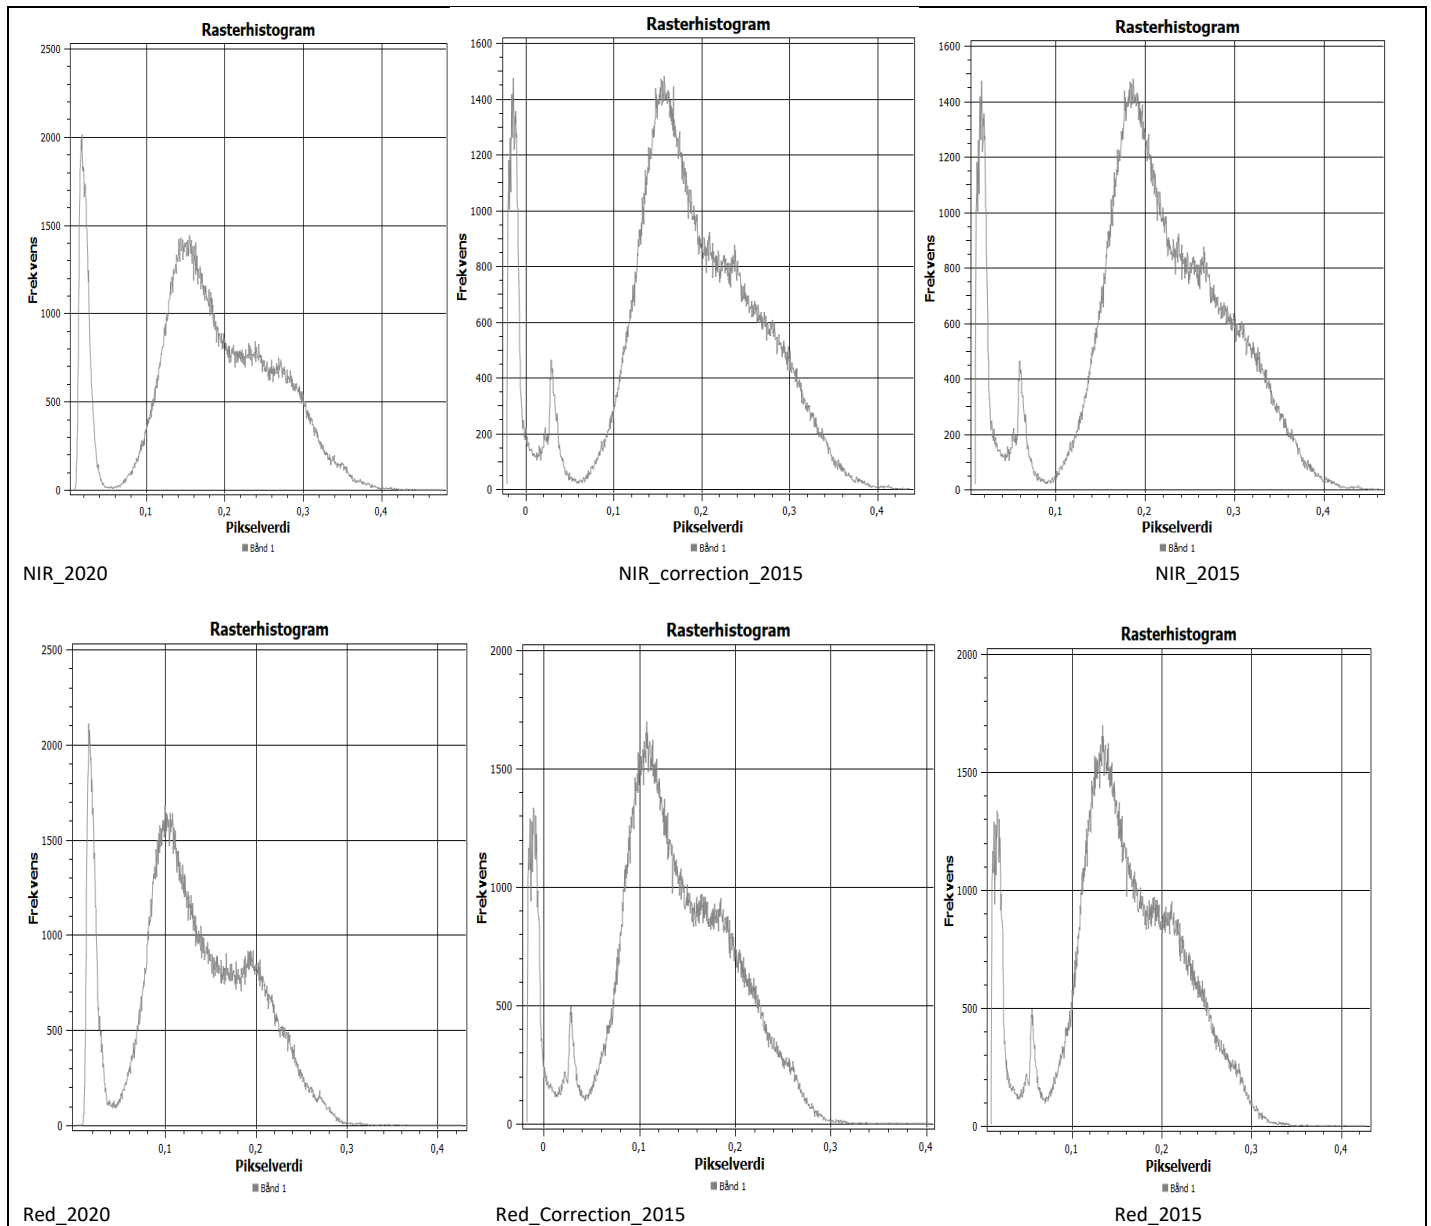 Rasterhistogram
2500
2000
1500
1000
500
0
Frekvens
0,1
0,2
0,3
0,4
Pikselverdi
Bånd 1
NIR_2020
Rasterhistogram
1600
1400
1200
1000
800
600
400
200
0
Frekvens
0
0,1
0,2
0,3
0,4
Pikselverdi
Bånd 1
NIR_correction_2015
Rasterhistogram
1600
1400
1200
1000
800
600
400
200
0
Frekvens
0,1
0,2
0,3
0,4
Pikselverdi
Bånd 1
NIR_2015
Rasterhistogram
2500
2000
1500
1000
500
0
Frekvens
0,1
0,2
0,3
0,4
Pikselverdi
Bånd 1
Red_2020
Rasterhistogram
2000
1500
1000
500
0
Frekvens
0
0,1
0,2
0,3
0,4
Pikselverdi
Bånd 1
Red_Correction_2015
Rasterhistogram
2000
1500
1000
500
0
Frekvens
0,1
0,2
0,3
0,4
Pikselverdi
Bånd 1
Red_2015